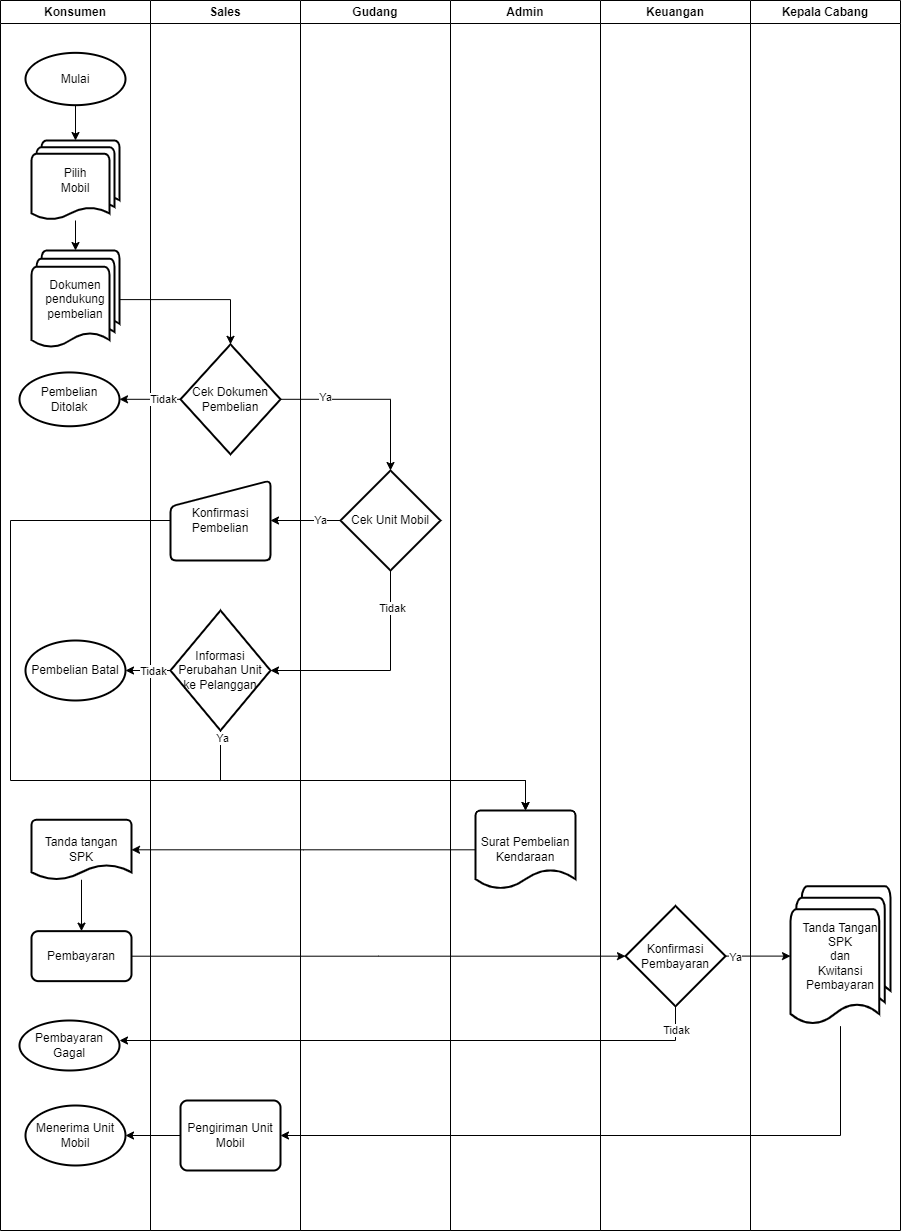 Konsumen
Sales
Gudang
Admin
Keuangan
Kepala Cabang
Mulai
Pilih
Mobil
Dokumen
pendukung
pembelian
Pembelian
Ditolak
Tidak
Cek Dokumen
Pembelian
Ya
Konfirmasi
Pembelian
Ya
Cek Unit Mobil
Tidak
Pembelian Batal
Tidak
Informasi
Perubahan Unit
ke Pelanggan
Ya
Tanda tangan
SPK
Surat Pembelian
Kendaraan
Pembayaran
Konfirmasi
Pembayaran
Ya
Tanda Tangan
SPK
dan
Kwitansi
Pembayaran
Tidak
Pembayaran
Gagal
Menerima Unit
Mobil
Pengiriman Unit
Mobil